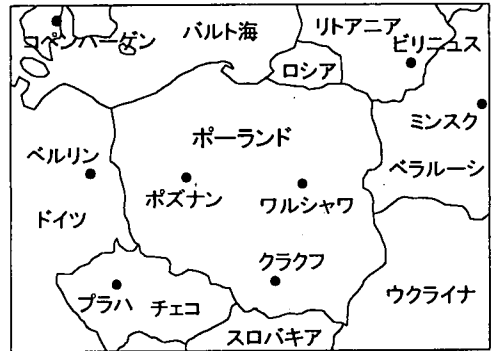 コペンハーゲン
バルト海
リトアニア
ビリニュス
ロシア
ミンスク
ポーランド
ベルリン
ベラルーシ
ポズナン
ワルシャワ
ドイツ
クラクフ
ウクライナ
プラハ
チェコ
スロバキア